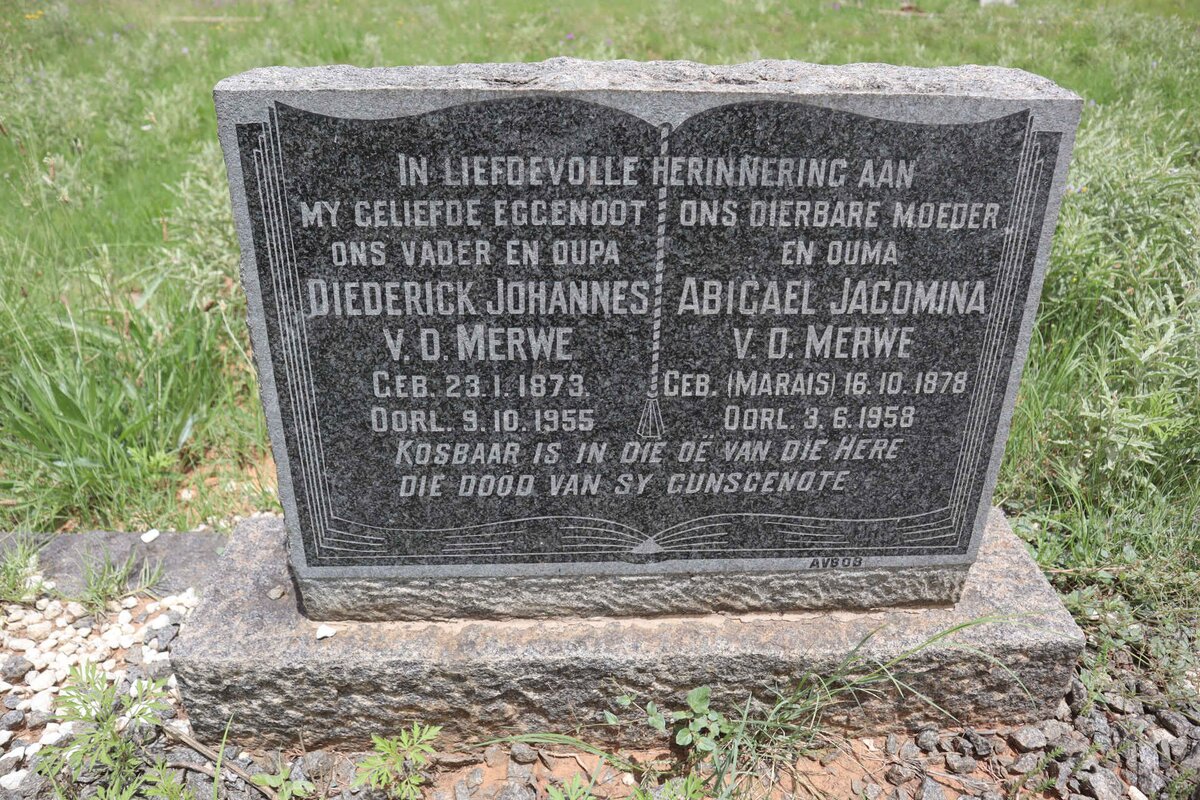 IN LIEFDEVOLLE HERINNERING AAN
MY GELIEFDE EGGENOOT
ONS VADER EN OUPA
DIEDERICK JOHANNES
V. D. MERWE
GEB. 23.1.1873.
OORL. 9.10.1955
ONS DIERBARE MOEDER
EN OUMA
ABIGAEL JACOMINA
V. D. MERWE
GEB. (MARAIS) 16.10.1878
OORL. 3.6.1958
KOSBAAR IS IN DIE OË VAN DIE HERE
DIE DOOD VAN SY GUNSGENOTE
AVBOB